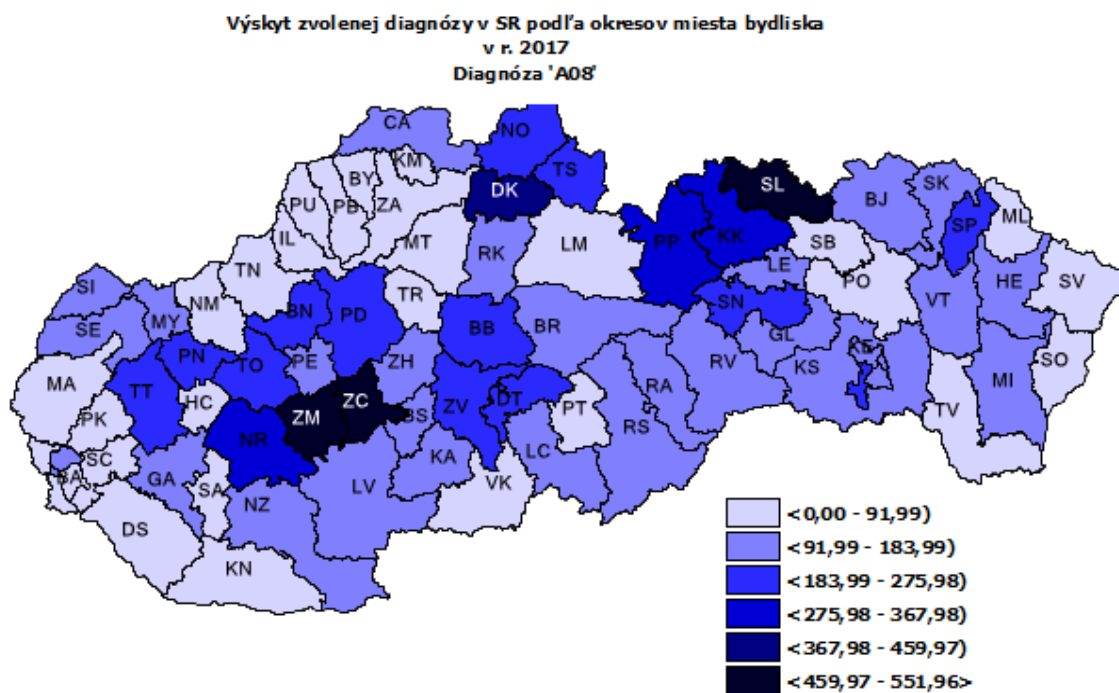 Výskyt zvolenej diagnózy v SR podľa okresov miesta bydliska
v r. 2017
Diagnóza 'A08'
CA
NO
KM
TS
BY
DK
SL
PU
PB
ZA
BJ
SK
ML
SP
IL
MT
RK
LM
PP
KK
SB
TN
LE
PO
HE
SV
SI
NM
TR
SN
VT
SE
MY
BN
PD
BB
BR
PN
TO
PE
ZH
GL
KE
SO
MA
TT
RV
KS
MI
HC
ZM
ZC
ZV
DT
PT
RA
TV
PK
BS
NR
RS
SC
KA
LC
BA
GA
SA
NZ
LV
VK
DS
KN
<0,00 - 91,99)
<91,99 - 183,99)
<183,99 - 275,98)
<275,98 - 367,98)
<367,98 - 459,97)
<459,97 - 551,96>